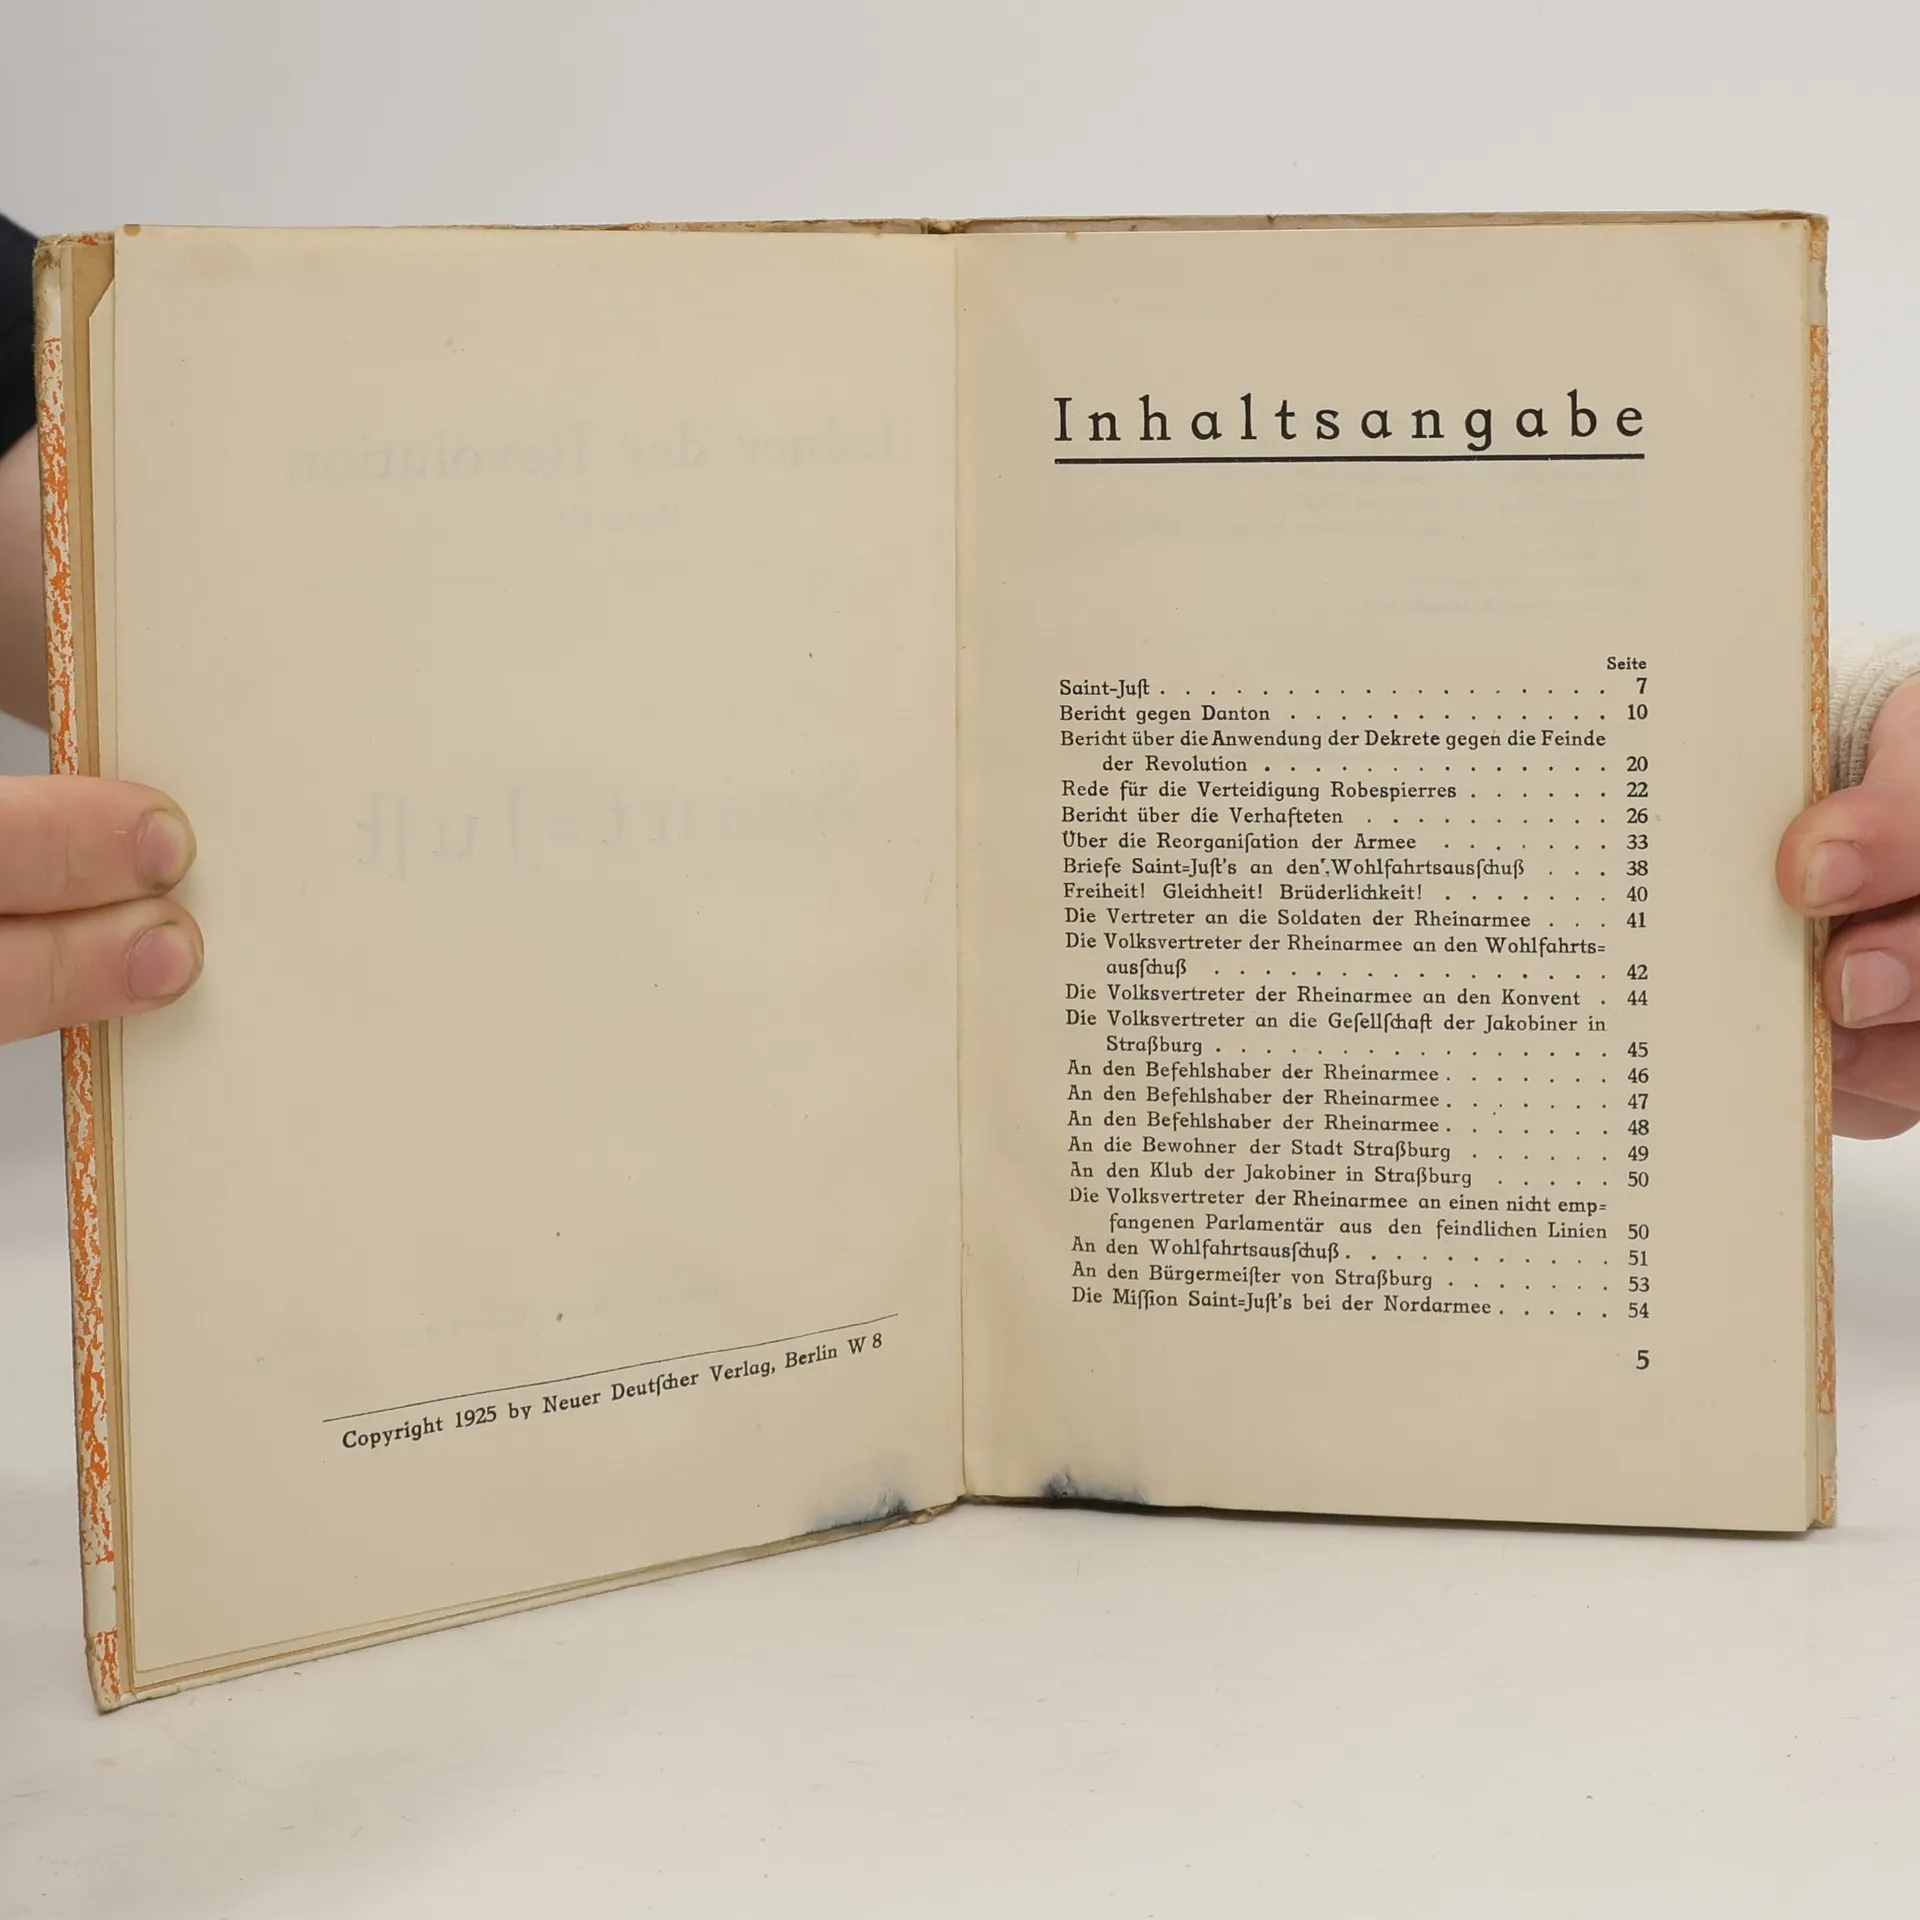 Copyright 1925 by Neuer Deutſcher Verlag, Berlin W 8
Inhaltsangabe
Seite
Saint-Juſt . . . . . . . . . . . . . . . . . . 7
Bericht gegen Danton . . . . . . . . . . . . . 10
Bericht über die Anwendung der Dekrete gegen die Feinde
der Revolution . . . . . . . . . . . . . . 20
Rede für die Verteidigung Robespierres . . . . . . 22
Bericht über die Verhafteten . . . . . . . . . . 26
Über die Reorganiſation der Armee . . . . . . . 33
Briefe Saint=Juſt's an den Wohlfahrtsausſchuß . . . 38
Freiheit! Gleichheit! Brüderlichkeit! . . . . . . . 40
Die Vertreter an die Soldaten der Rheinarmee . . . 41
Die Volksvertreter der Rheinarmee an den Wohlfahrts=
ausſchuß . . . . . . . . . . . . . . . . 42
Die Volksvertreter der Rheinarmee an den Konvent . 44
Die Volksvertreter an die Geſellſchaft der Jakobiner in
Straßburg . . . . . . . . . . . . . . . . 45
An den Befehlshaber der Rheinarmee . . . . . . . 46
An den Befehlshaber der Rheinarmee . . . . . . . 47
An den Befehlshaber der Rheinarmee . . . . . . . 48
An die Bewohner der Stadt Straßburg . . . . . . 49
An den Klub der Jakobiner in Straßburg . . . . . 50
Die Volksvertreter der Rheinarmee an einen nicht emp=
fangenen Parlamentär aus den feindlichen Linien 50
An den Wohlfahrtsausſchuß . . . . . . . . . . . 51
An den Bürgermeiſter von Straßburg . . . . . . . 53
Die Miſſion Saint=Juſt's bei der Nordarmee . . . . . 54
5